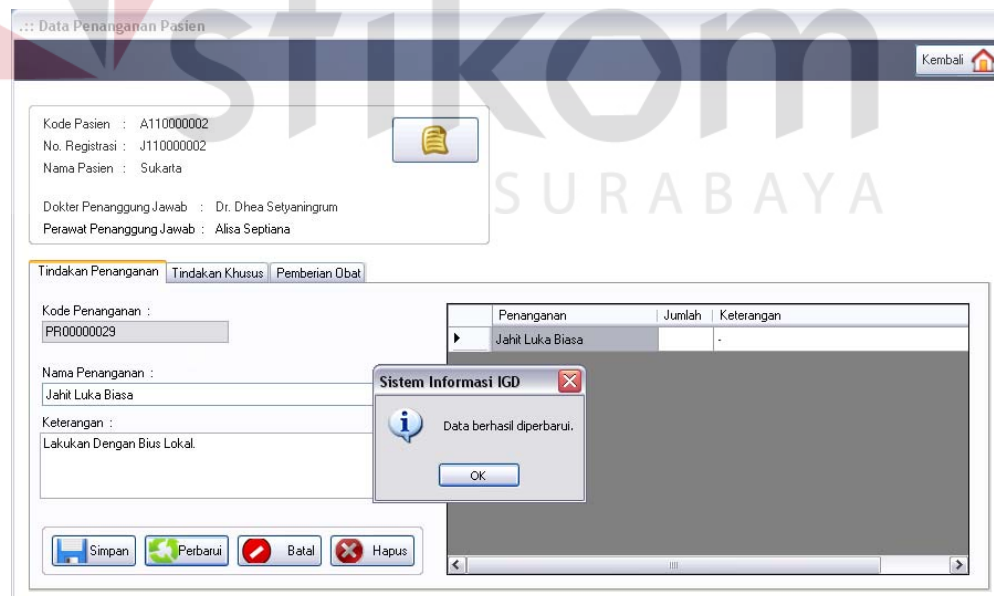 .:: Data Penanganan Pasien
stikom
SURABAYA
Kembali
Kode Pasien : A110000002
No. Registrasi : J110000002
Nama Pasien : Sukarta
Dokter Penanggung Jawab : Dr. Dhea Setyaningrum
Perawat Penanggung Jawab : Alisa Septiana
Tindakan Penanganan Tindakan Khusus Pemberian Obat
Kode Penanganan :
PR00000029
Nama Penanganan :
Jahit Luka Biasa
Keterangan :
Lakukan Dengan Bius Lokal.
Simpan Perbarui Batal Hapus
Penanganan Jumlah Keterangan
Jahit Luka Biasa -
Sistem Informasi IGD
Data berhasil diperbarui.
OK